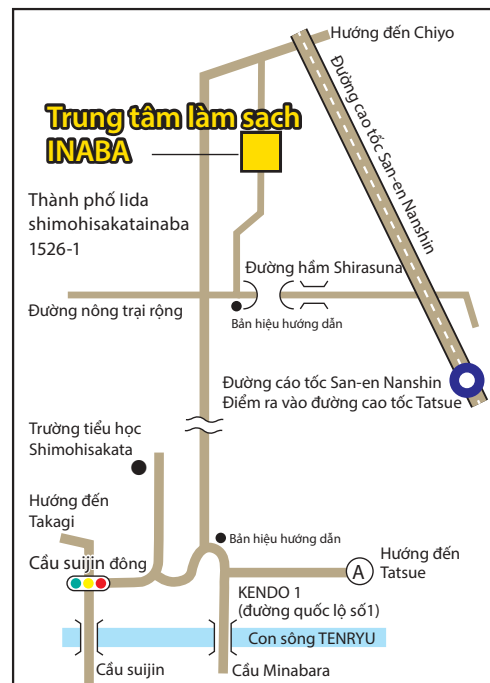 Hướng đến Chiyo
Đường cao tốc San-en Nanshin
Trung tâm làm sạch
INABA
Thành phố Iida
shimohisakatainaba
1526-1
Đường hầm Shirasuna
Đường nông trại rộng
Bản hiệu hướng dẫn
Đường cáo tốc San-en Nanshin
Điểm ra vào đường cao tốc Tatsue
Trường tiểu học
Shimohisakata
Hướng đến
Takagi
Bản hiệu hướng dẫn
Cầu suijin đông
Hướng đến
Tatsue
A
KENDO 1
(đường quốc lộ số1)
Con sông TENRYU
Cầu suijin
Cầu Minabara